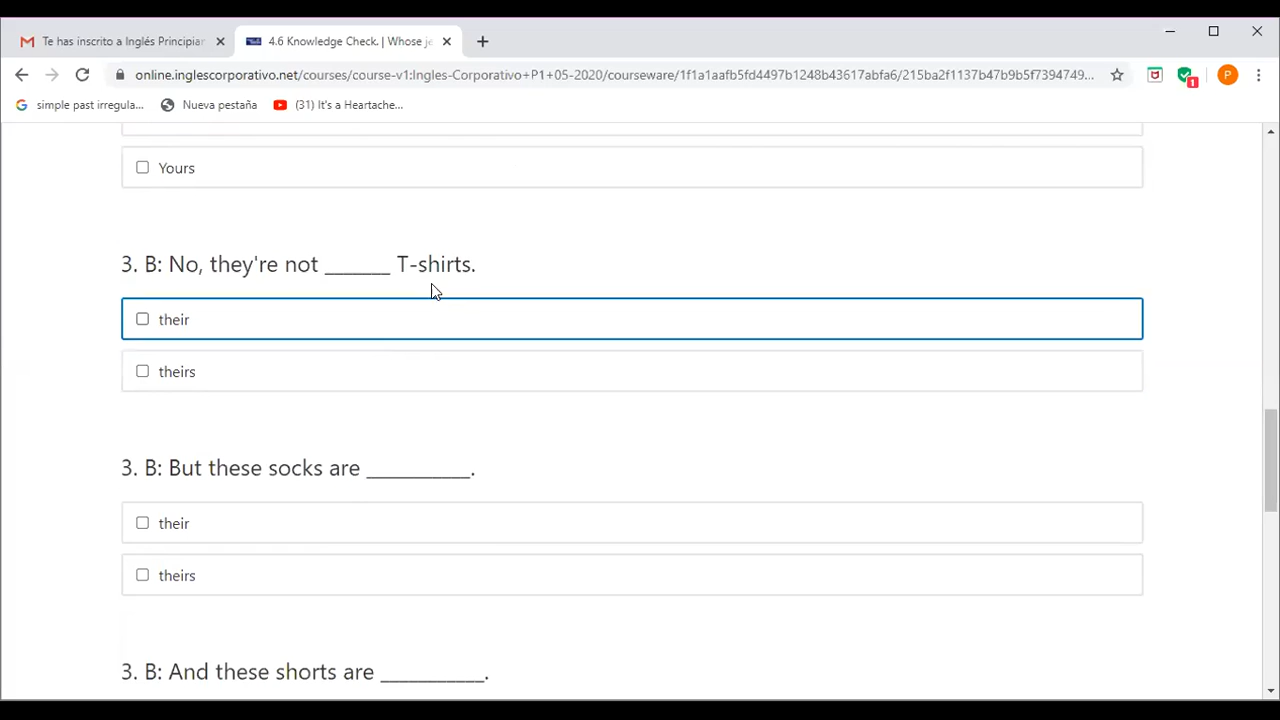 Te has inscrito a Inglés Principiar
4.6 Knowledge Check. | Whose je
online.inglescorporativo.net/courses/course-v1:Ingles-Corporativo+P1+05-2020/courseware/1f1a1aafb5fd4497b1248b43617abfa6/215ba2f1137b47b9b5f7394749...
1
P
simple past irregula...
Nueva pestaña
(31) It's a Heartache...
Yours
3. B: No, they're not ______ T-shirts.
their
theirs
3. B: But these socks are __________.
their
theirs
3. B: And these shorts are __________.